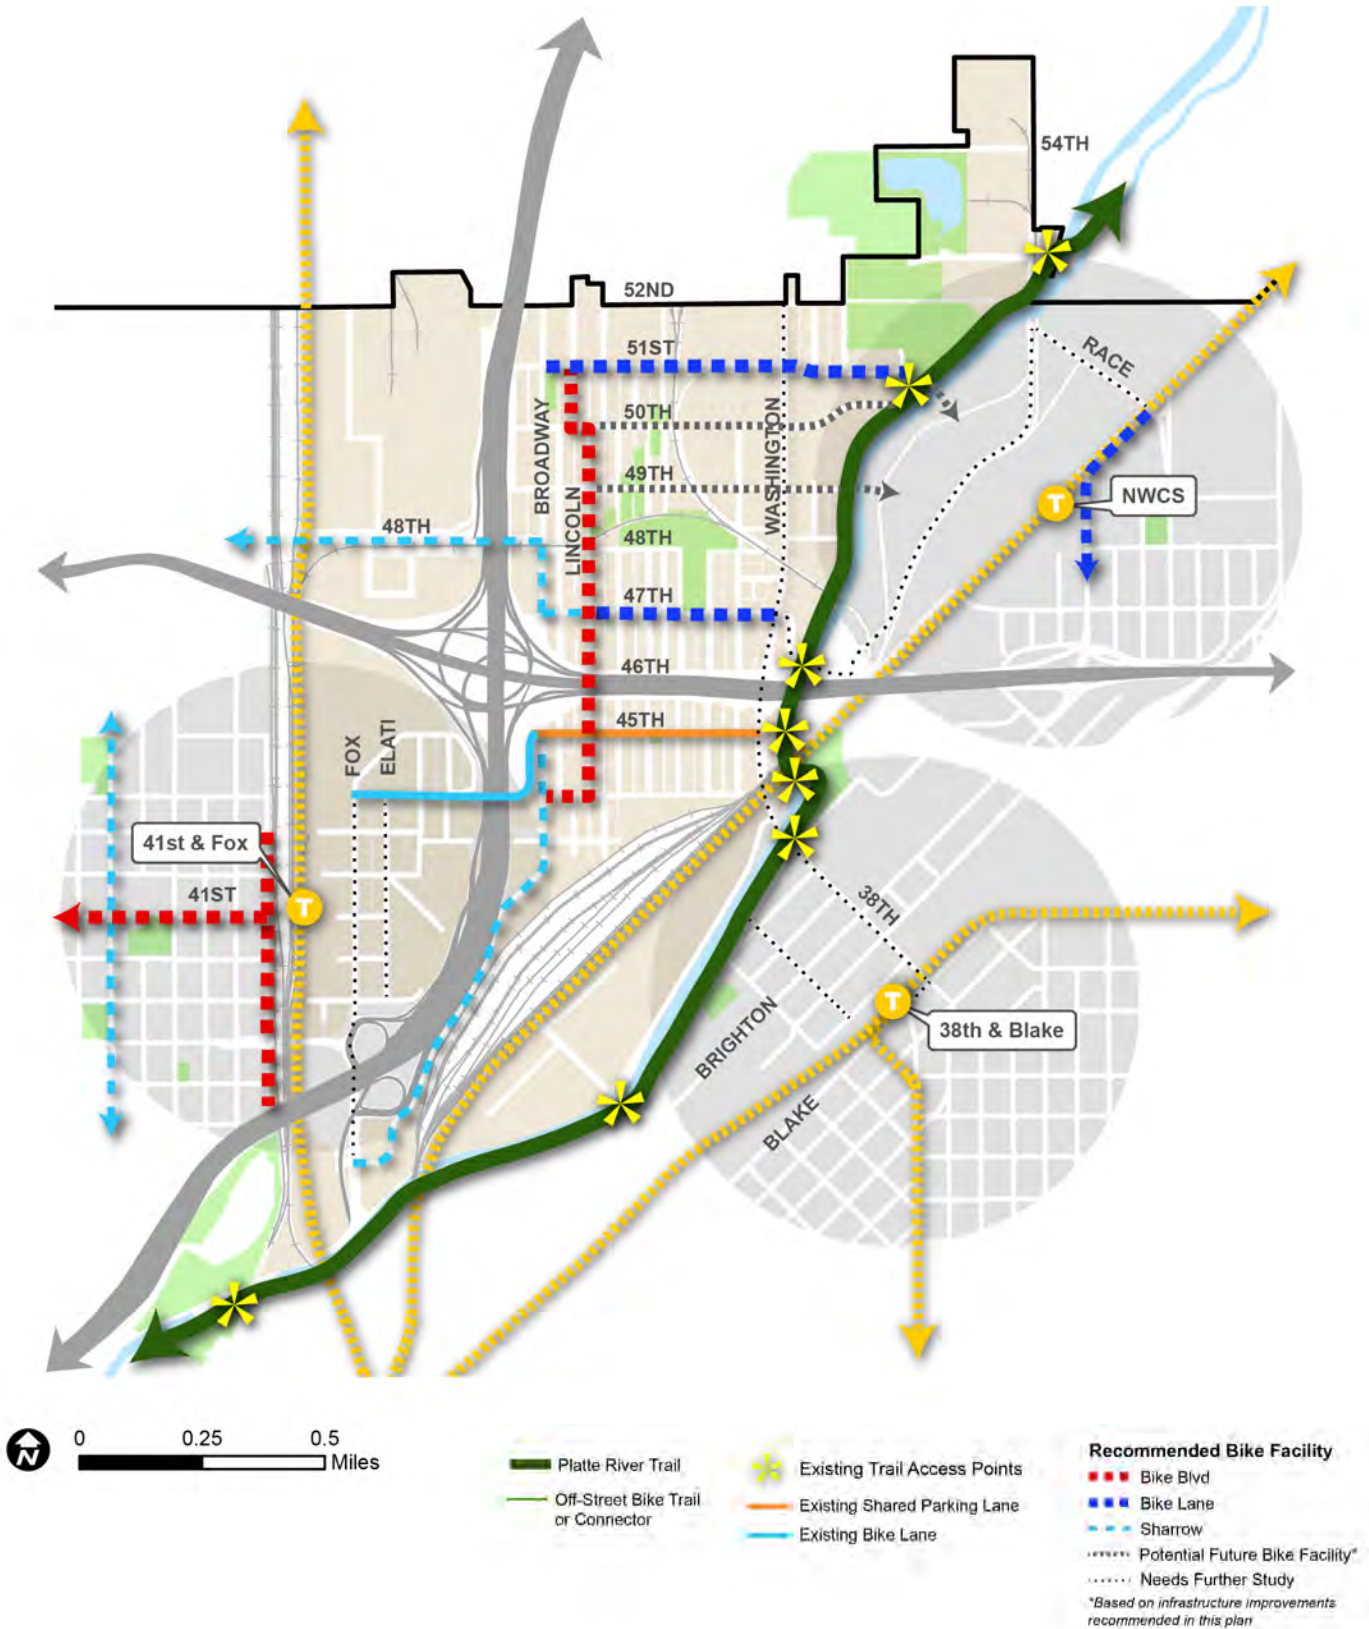 54TH
52ND
51ST
RACE
BROADWAY
50TH
WASHINGTON
49TH
NWCS
LINCOLN
48TH
48TH
47TH
46TH
45TH
FOX
ELATI
41st & Fox
41ST
38TH
38th & Blake
BRIGHTON
BLAKE
T
T
T
N
0 0.25 0.5
Miles
Platte River Trail
Off-Street Bike Trail
or Connector
Existing Trail Access Points
Existing Shared Parking Lane
Existing Bike Lane
Recommended Bike Facility
Bike Blvd
Bike Lane
Sharrow
Potential Future Bike Facility*
Needs Further Study
*Based on infrastructure improvements
recommended in this plan